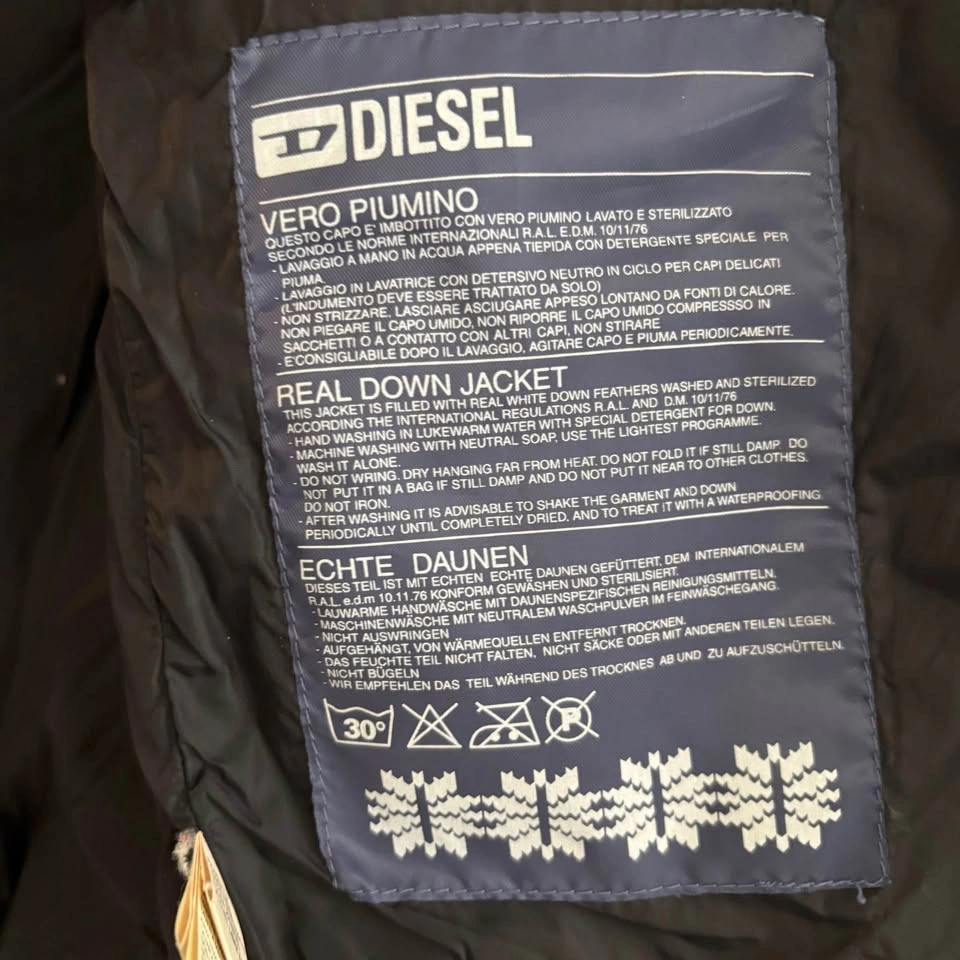 DIESEL
VERO PIUMINO
QUESTO CAPO E' IMBOTTITO CON VERO PIUMINO LAVATO E STERILIZZATO
SECONDO LE NORME INTERNAZIONALI R.A.L. E.D.M. 10/11/76
- LAVAGGIO A MANO IN ACQUA APPENA TIEPIDA CON DETERGENTE SPECIALE PER
PIUMA.
- LAVAGGIO IN LAVATRICE CON DETERSIVO NEUTRO IN CICLO PER CAPI DELICATI
(L'INDUMENTO DEVE ESSERE TRATTATO DA SOLO)
- NON STRIZZARE, LASCIARE ASCIUGARE APPESO LONTANO DA FONTI DI CALORE.
NON PIEGARE IL CAPO UMIDO, NON RIPORRE IL CAPO UMIDO COMPRESSSO IN
SACCHETTI O A CONTATTO CON ALTRI CAPI, NON STIRARE
- E'CONSIGLIABILE DOPO IL LAVAGGIO, AGITARE CAPO E PIUMA PERIODICAMENTE.
REAL DOWN JACKET
THIS JACKET IS FILLED WITH REAL WHITE DOWN FEATHERS WASHED AND STERILIZED
ACCORDING THE INTERNATIONAL REGULATIONS R.A.L. AND D.M. 10/11/76
- HAND WASHING IN LUKEWARM WATER WITH SPECIAL DETERGENT FOR DOWN.
- MACHINE WASHING WITH NEUTRAL SOAP, USE THE LIGHTEST PROGRAMME.
WASH IT ALONE.
- DO NOT WRING. DRY HANGING FAR FROM HEAT. DO NOT FOLD IT IF STILL DAMP. DO
NOT PUT IT IN A BAG IF STILL DAMP AND DO NOT PUT IT NEAR TO OTHER CLOTHES.
DO NOT IRON.
- AFTER WASHING IT IS ADVISABLE TO SHAKE THE GARMENT AND DOWN
PERIODICALLY UNTIL COMPLETELY DRIED, AND TO TREAT IT WITH A WATERPROOFING.
ECHTE DAUNEN
DIESES TEIL IST MIT ECHTEN ECHTE DAUNEN GEFÜTTERT, DEM INTERNATIONALEM
R.A.L. e.d.m 10.11.76 KONFORM GEWÄSHEN UND STERILISIERT.
- LAUWARME HANDWÄSCHE MIT DAUNENSPEZIFISCHEN REINIGUNGSMITTELN.
- MASCHINENWÄSCHE MIT NEUTRALEM WASCHPULVER IM FEINWÄSCHEGANG.
- NICHT AUSWRINGEN
- AUFGEHÄNGT, VON WÄRMEQUELLEN ENTFERNT TROCKNEN.
- DAS FEUCHTE TEIL NICHT FALTEN, NICHT SÄCKE ODER MIT ANDEREN TEILEN LEGEN.
- NICHT BÜGELN
- WIR EMPFEHLEN DAS TEIL WÄHREND DES TROCKNES AB UND ZU AUFZUSCHÜTTELN.
30° P